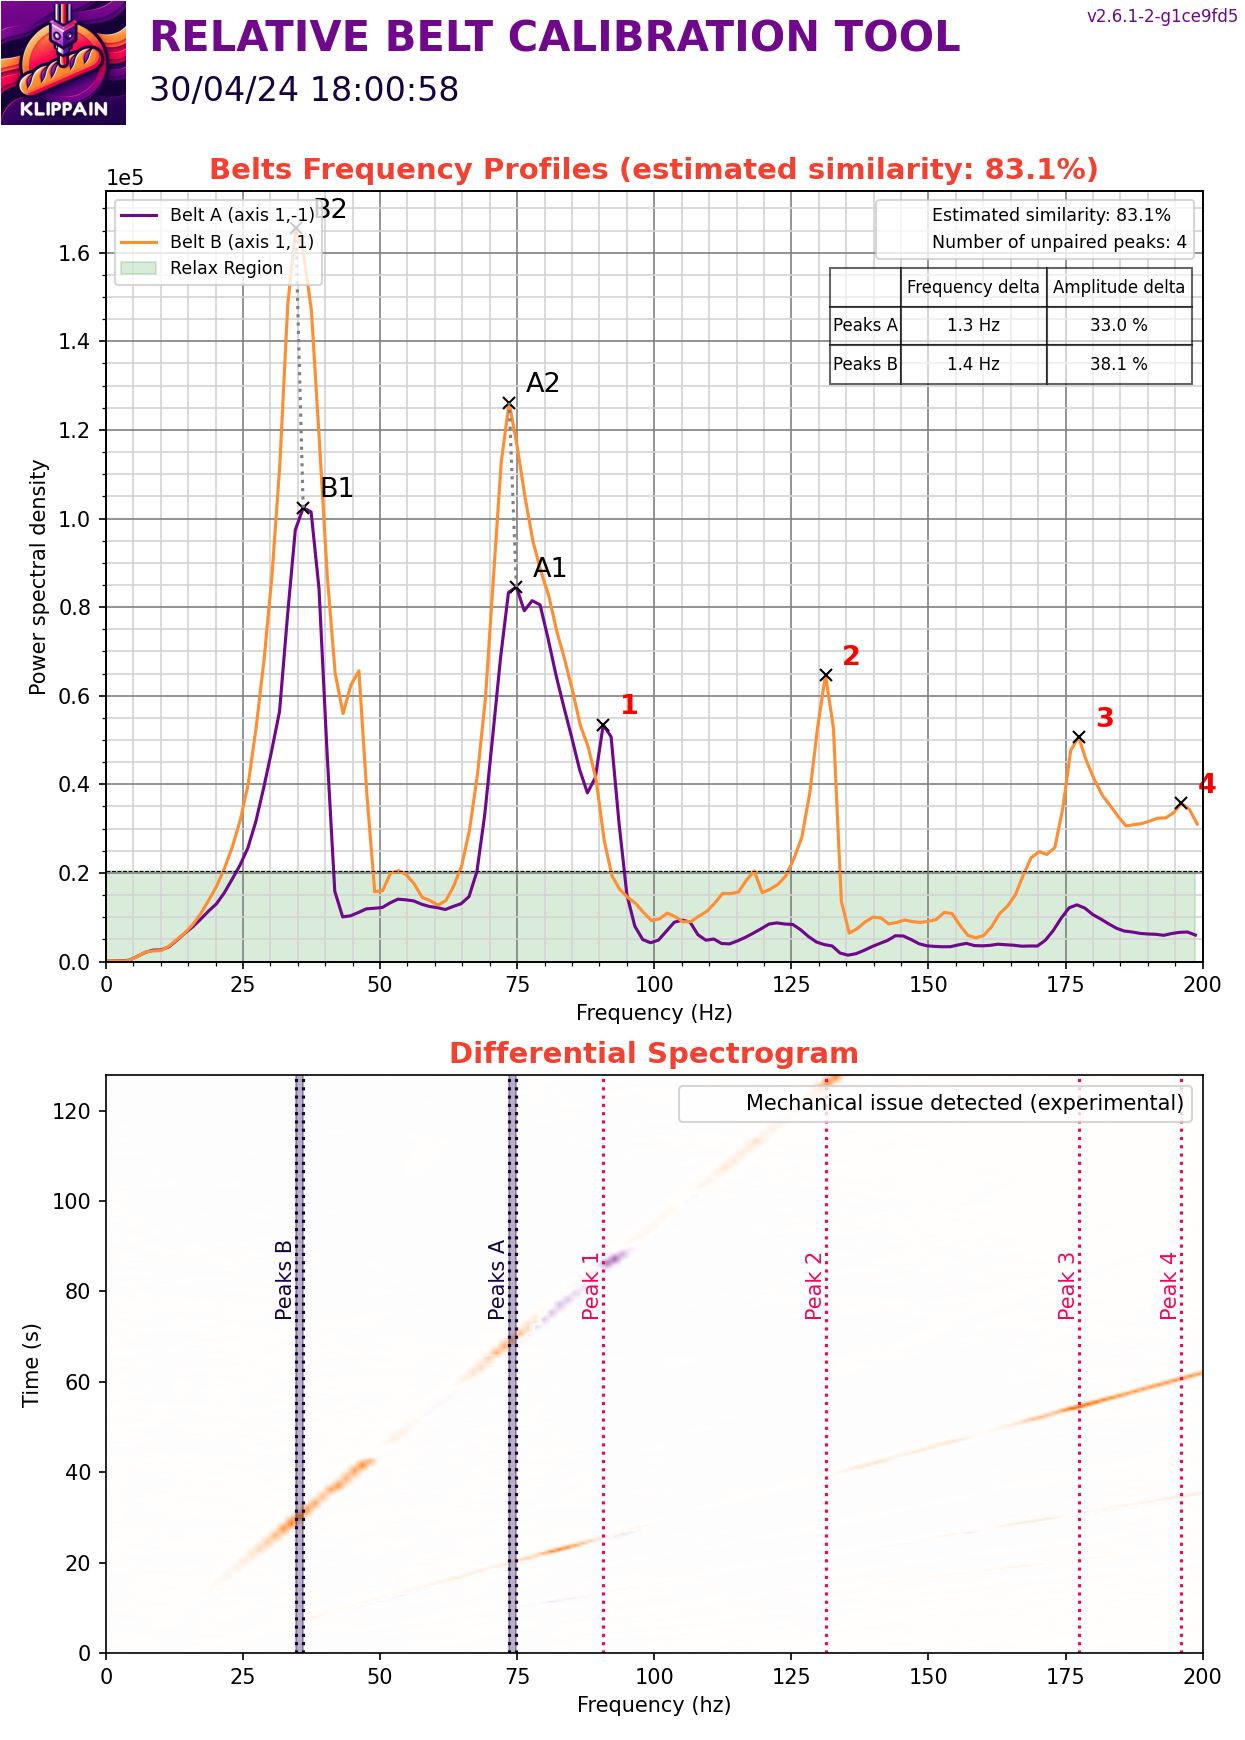 v2.6.1-2-g1ce9fd5
RELATIVE BELT CALIBRATION TOOL
30/04/24 18:00:58
KLIPPAIN
Belts Frequency Profiles (estimated similarity: 83.1%)
1e5
Belt A (axis 1,-1)
Belt B (axis 1, 1)
Relax Region
B2
Estimated similarity: 83.1%
Number of unpaired peaks: 4
Frequency delta Amplitude delta
Peaks A 1.3 Hz 33.0 %
Peaks B 1.4 Hz 38.1 %
A2
B1
A1
1
2
3
4
Power spectral density
1.6
1.4
1.2
1.0
0.8
0.6
0.4
0.2
0.0
0 25 50 75 100 125 150 175 200
Frequency (Hz)
Differential Spectrogram
Mechanical issue detected (experimental)
Peaks B
Peaks A
Peak 1
Peak 2
Peak 3
Peak 4
Time (s)
120
100
80
60
40
20
0
0 25 50 75 100 125 150 175 200
Frequency (hz)